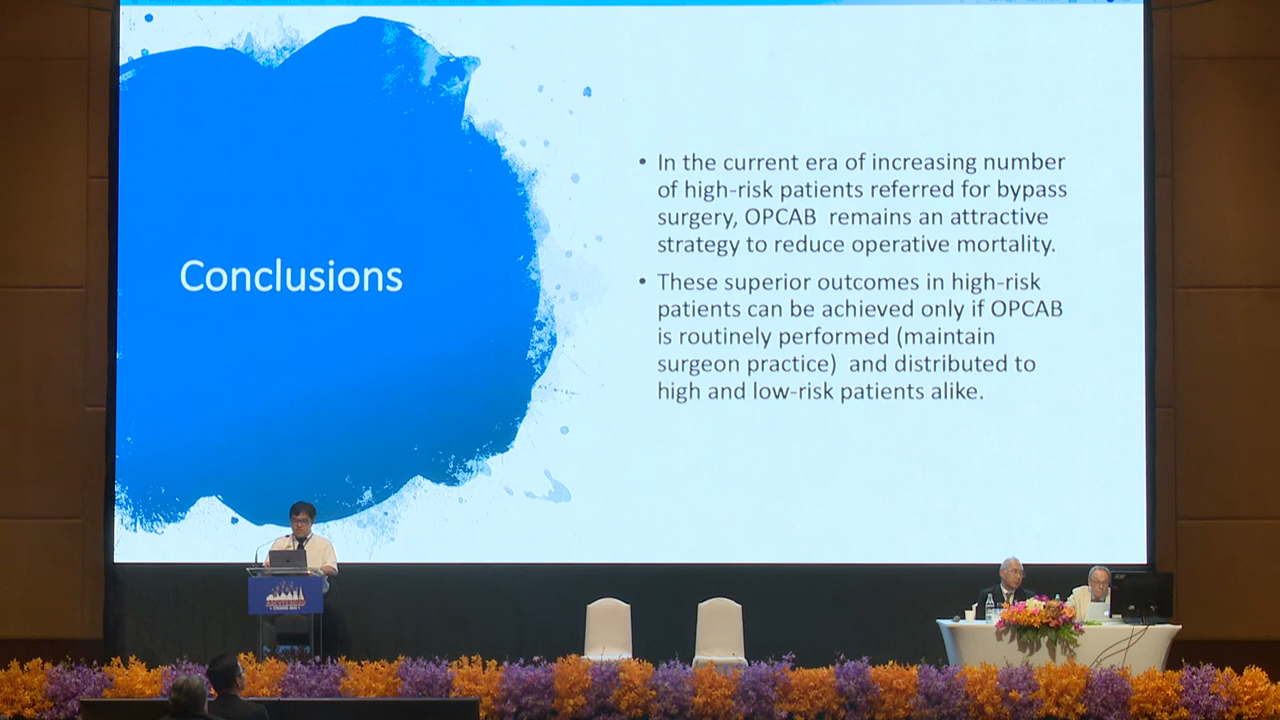 Conclusions
• In the current era of increasing number
of high-risk patients referred for bypass
surgery, OPCAB remains an attractive
strategy to reduce operative mortality.
• These superior outcomes in high-risk
patients can be achieved only if OPCAB
is routinely performed (maintain
surgeon practice) and distributed to
high and low-risk patients alike.
acer